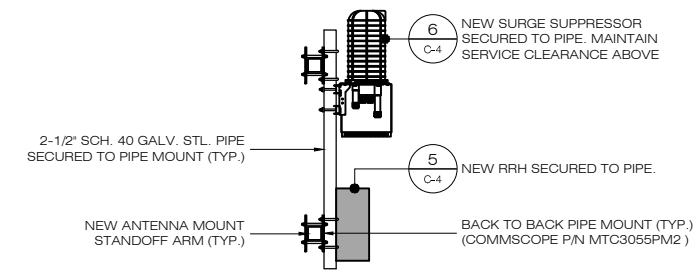 6
C-4
NEW SURGE SUPPRESSOR
SECURED TO PIPE. MAINTAIN
SERVICE CLEARANCE ABOVE
2-1/2" SCH. 40 GALV. STL. PIPE
SECURED TO PIPE MOUNT (TYP.)
5
C-4
NEW RRH SECURED TO PIPE.
NEW ANTENNA MOUNT
STANDOFF ARM (TYP.)
BACK TO BACK PIPE MOUNT (TYP.)
(COMMSCOPE P/N MTC3055PM2 )